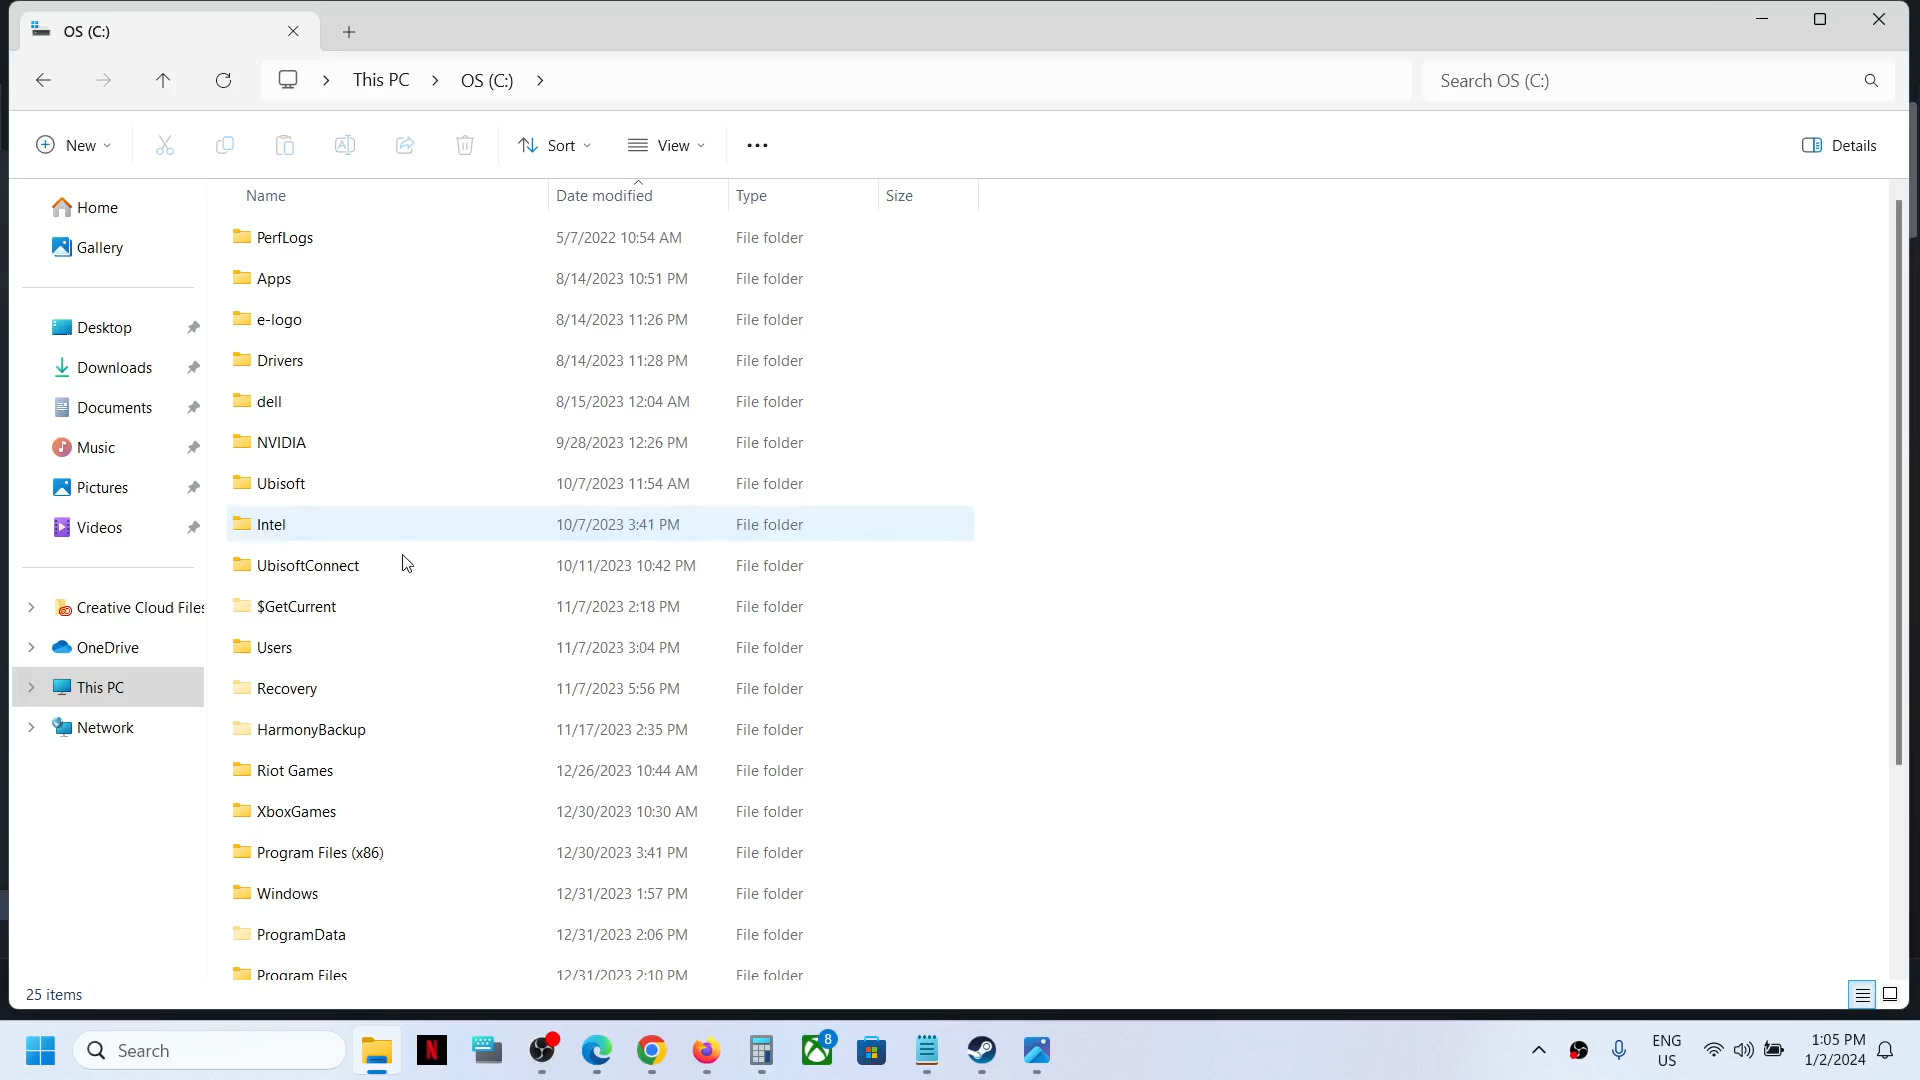 OS (C:)
This PC
OS (C:)
Search OS (C:)
New
Sort
View
Details
Name
Date modified
Type
Size
Home
Gallery
Desktop
Downloads
Documents
Music
Pictures
Videos
Creative Cloud Files
OneDrive
This PC
Network
PerfLogs 5/7/2022 10:54 AM File folder
Apps 8/14/2023 10:51 PM File folder
e-logo 8/14/2023 11:26 PM File folder
Drivers 8/14/2023 11:28 PM File folder
dell 8/15/2023 12:04 AM File folder
NVIDIA 9/28/2023 12:26 PM File folder
Ubisoft 10/7/2023 11:54 AM File folder
Intel 10/7/2023 3:41 PM File folder
UbisoftConnect 10/11/2023 10:42 PM File folder
$GetCurrent 11/7/2023 2:18 PM File folder
Users 11/7/2023 3:04 PM File folder
Recovery 11/7/2023 5:56 PM File folder
HarmonyBackup 11/17/2023 2:35 PM File folder
Riot Games 12/26/2023 10:44 AM File folder
XboxGames 12/30/2023 10:30 AM File folder
Program Files (x86) 12/30/2023 3:41 PM File folder
Windows 12/31/2023 1:57 PM File folder
ProgramData 12/31/2023 2:06 PM File folder
Program Files 12/31/2023 2:10 PM File folder
25 items
Search
N
8
ENG
US
1:05 PM
1/2/2024